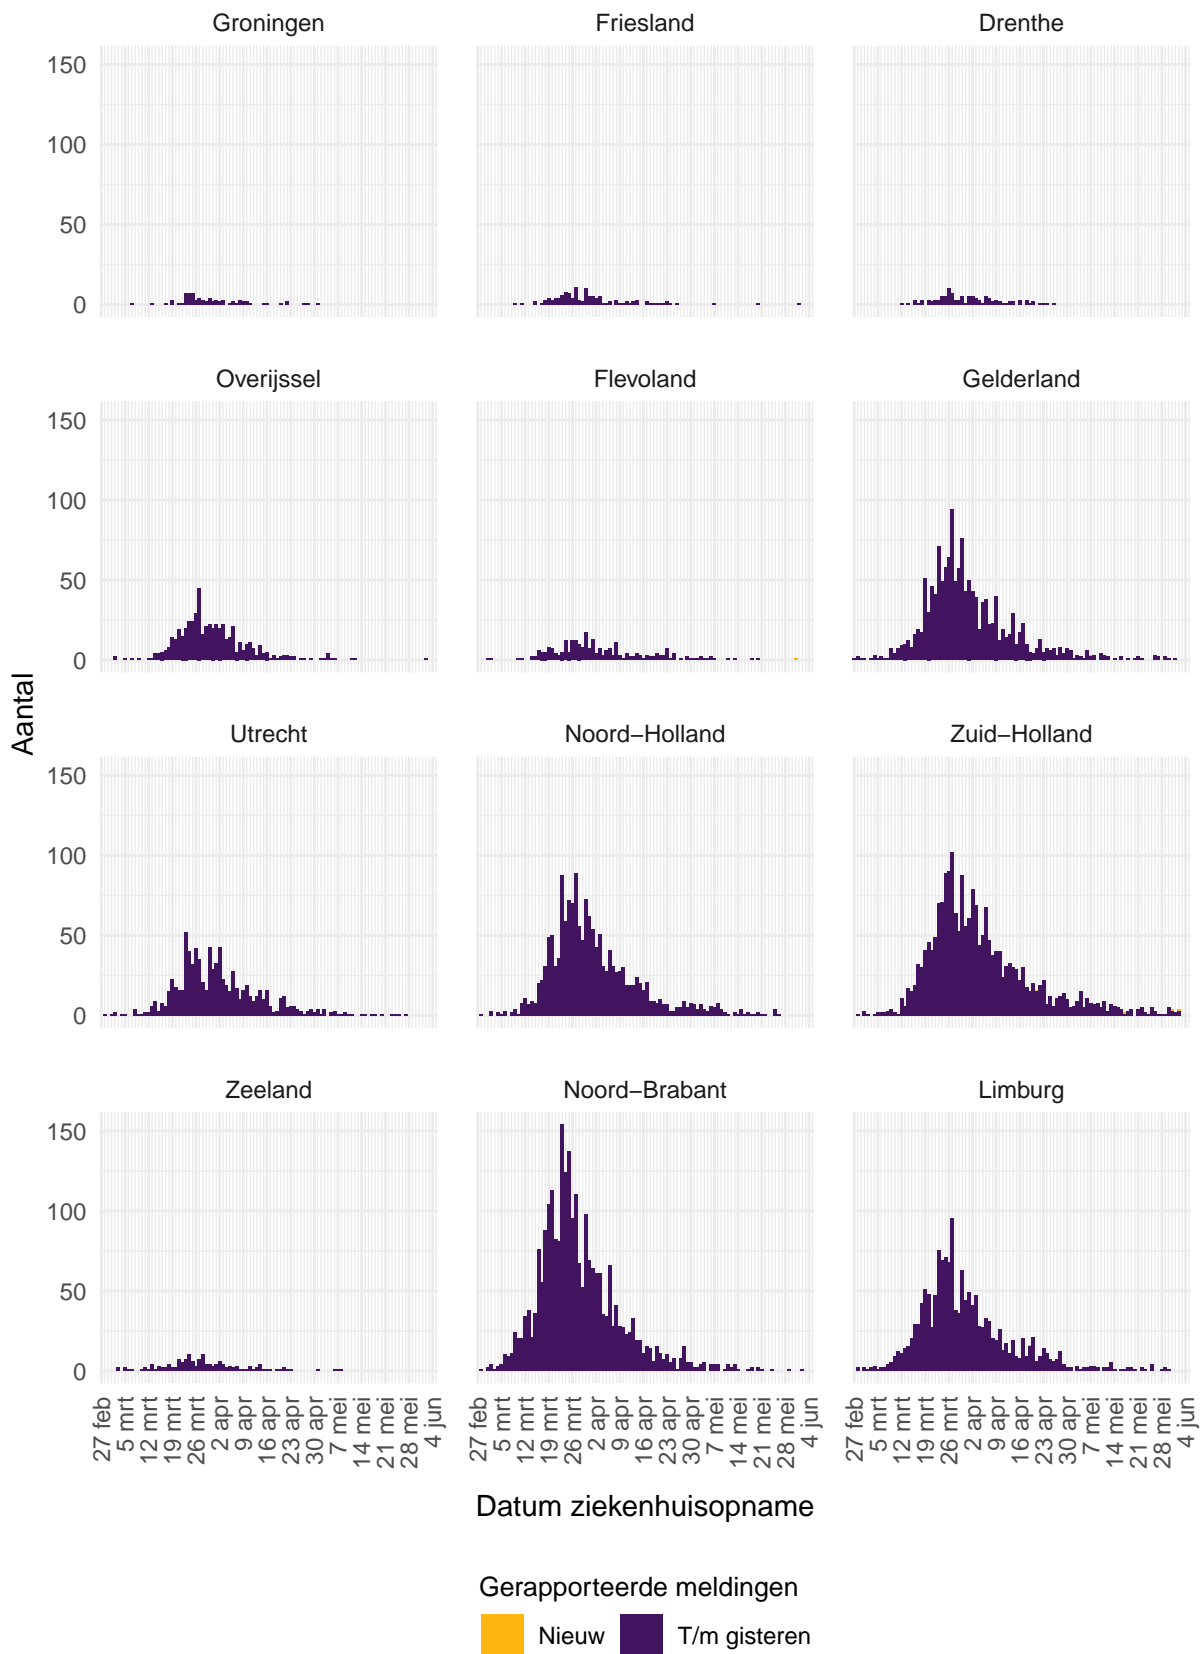 Groningen
Friesland
Drenthe
150
100
50
0
Overijssel
Flevoland
Gelderland
150
100
50
0
Aantal
Utrecht
Noord−Holland
Zuid−Holland
150
100
50
0
Zeeland
Noord−Brabant
Limburg
150
100
50
0
27 feb
5 mrt
12 mrt
19 mrt
26 mrt
2 apr
9 apr
16 apr
23 apr
30 apr
7 mei
14 mei
21 mei
28 mei
4 jun
27 feb
5 mrt
12 mrt
19 mrt
26 mrt
2 apr
9 apr
16 apr
23 apr
30 apr
7 mei
14 mei
21 mei
28 mei
4 jun
27 feb
5 mrt
12 mrt
19 mrt
26 mrt
2 apr
9 apr
16 apr
23 apr
30 apr
7 mei
14 mei
21 mei
28 mei
4 jun
Datum ziekenhuisopname
Gerapporteerde meldingen
Nieuw
T/m gisteren